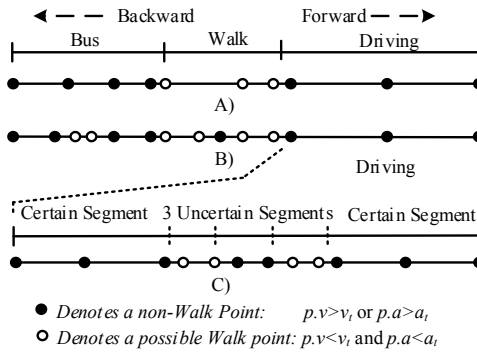 Backward Forward
Bus Walk Driving
A)
B) Driving
Certain Segment 3 Uncertain Segments Certain Segment
C)
Denotes a non-Walk Point: p.v>vt or p.a>at
Denotes a possible Walk point: p.v<vt and p.a<at